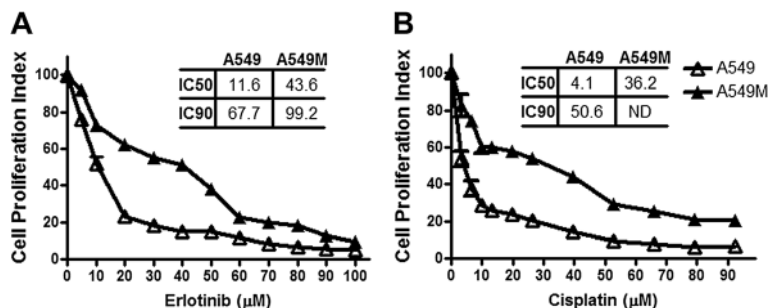 A
Cell Proliferation Index
100
80
60
40
20
0
A549 A549M
IC50 11.6 43.6
IC90 67.7 99.2
0 10 20 30 40 50 60 70 80 90 100
Erlotinib (μM)
B
Cell Proliferation Index
100
80
60
40
20
0
A549 A549M
IC50 4.1 36.2
IC90 50.6 ND
0 10 20 30 40 50 60 70 80 90
Cisplatin (μM)
A549
A549M